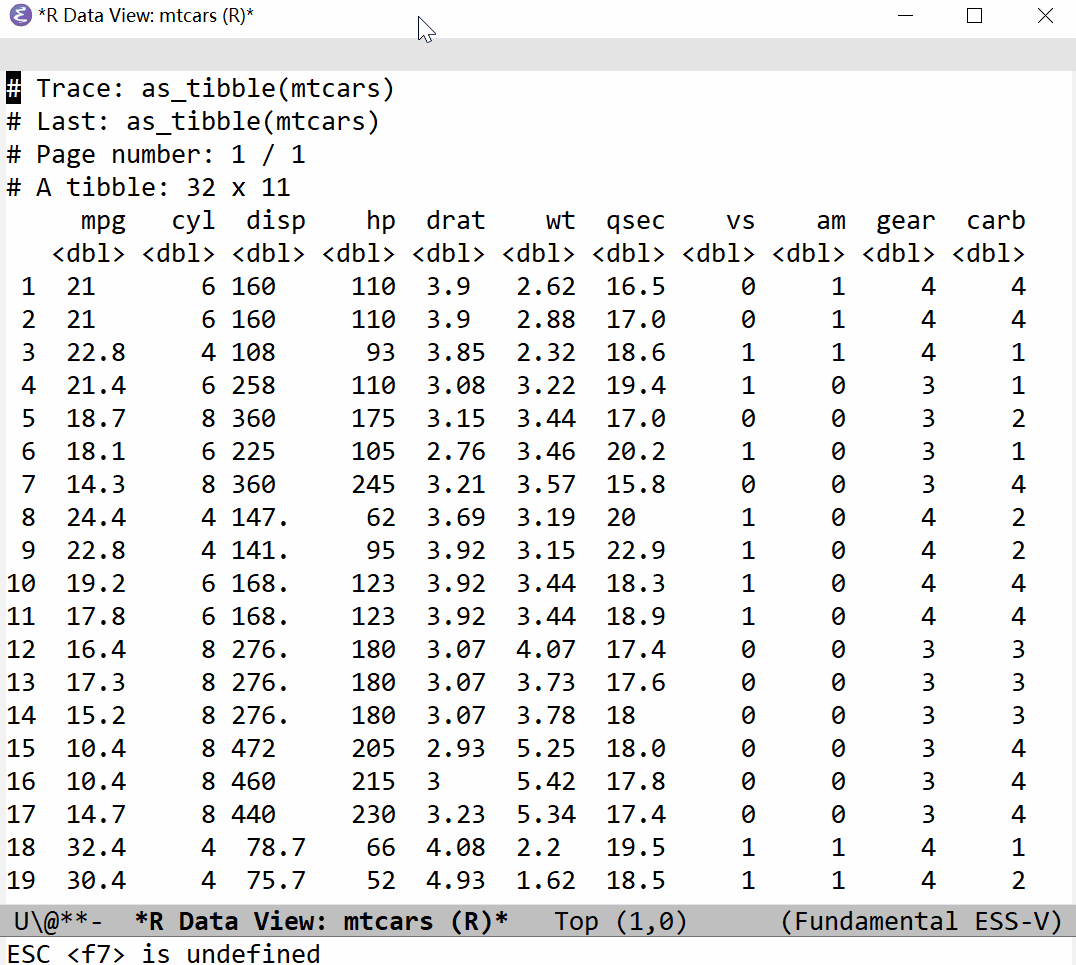 *R Data View: mtcars (R)*
# Trace: as_tibble(mtcars)
# Last: as_tibble(mtcars)
# Page number: 1 / 1
# A tibble: 32 x 11
mpg cyl disp hp drat wt qsec vs am gear carb
<dbl> <dbl> <dbl> <dbl> <dbl> <dbl> <dbl> <dbl> <dbl> <dbl> <dbl>
1 21 6 160 110 3.9 2.62 16.5 0 1 4 4
2 21 6 160 110 3.9 2.88 17.0 0 1 4 4
3 22.8 4 108 93 3.85 2.32 18.6 1 1 4 1
4 21.4 6 258 110 3.08 3.22 19.4 1 0 3 1
5 18.7 8 360 175 3.15 3.44 17.0 0 0 3 2
6 18.1 6 225 105 2.76 3.46 20.2 1 0 3 1
7 14.3 8 360 245 3.21 3.57 15.8 0 0 3 4
8 24.4 4 147. 62 3.69 3.19 20 1 0 4 2
9 22.8 4 141. 95 3.92 3.15 22.9 1 0 4 2
10 19.2 6 168. 123 3.92 3.44 18.3 1 0 4 4
11 17.8 6 168. 123 3.92 3.44 18.9 1 0 4 4
12 16.4 8 276. 180 3.07 4.07 17.4 0 0 3 3
13 17.3 8 276. 180 3.07 3.73 17.6 0 0 3 3
14 15.2 8 276. 180 3.07 3.78 18 0 0 3 3
15 10.4 8 472 205 2.93 5.25 18.0 0 0 3 4
16 10.4 8 460 215 3 5.42 17.8 0 0 3 4
17 14.7 8 440 230 3.23 5.34 17.4 0 0 3 4
18 32.4 4 78.7 66 4.08 2.2 19.5 1 1 4 1
19 30.4 4 75.7 52 4.93 1.62 18.5 1 1 4 2
U\@**- *R Data View: mtcars (R)* Top (1,0) (Fundamental ESS-V)
ESC <f7> is undefined